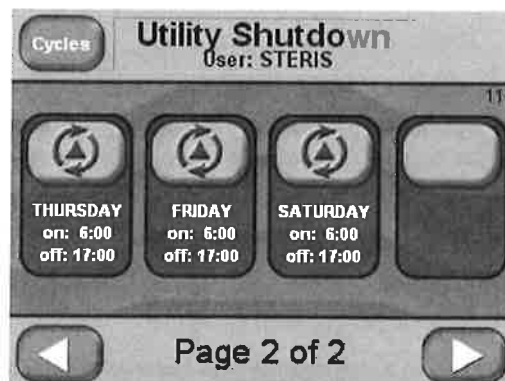 Cycles
Utility Shutdown
User: STERIS
11
THURSDAY
on: 6:00
off: 17:00
FRIDAY
on: 6:00
off: 17:00
SATURDAY
on: 6:00
off: 17:00
Page 2 of 2